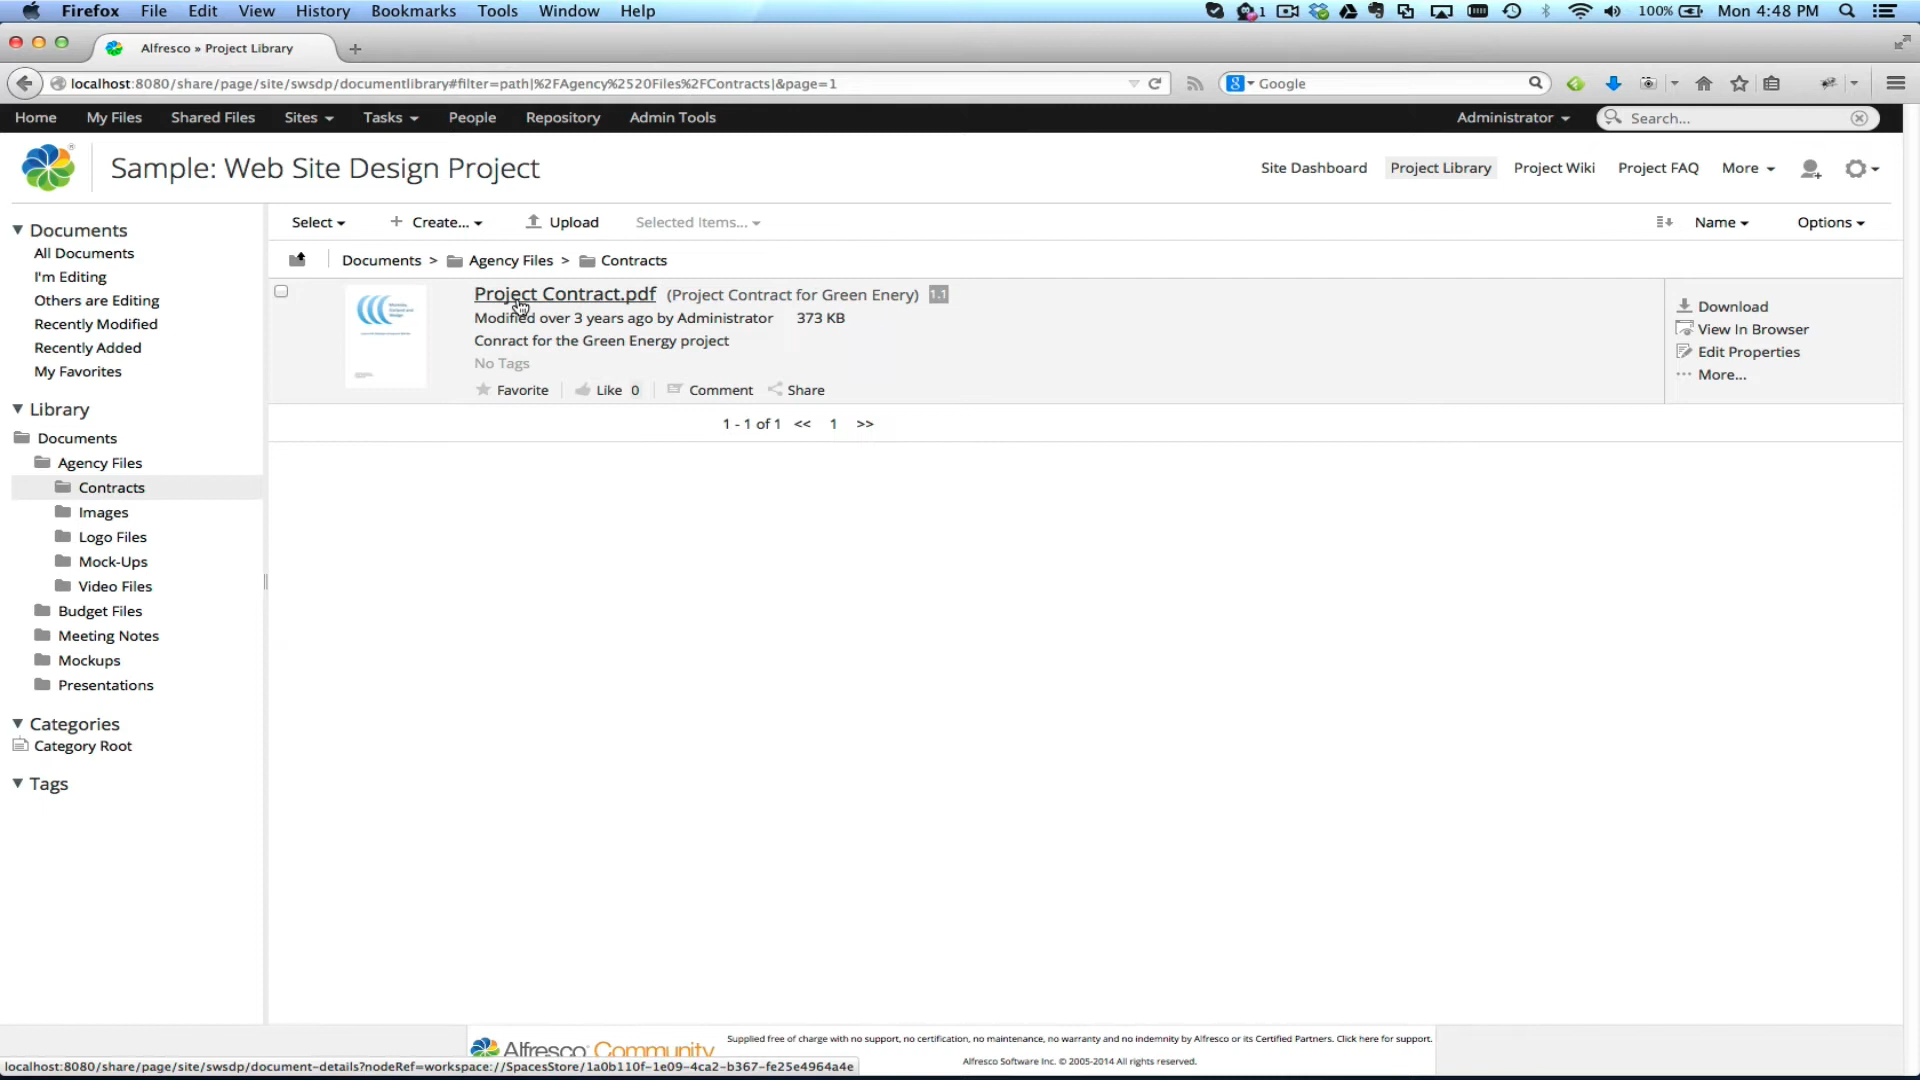 Firefox File Edit View History Bookmarks Tools Window Help 1 100% Mon 4:48 PM
Alfresco » Project Library
localhost:8080/share/page/site/swsdp/documentlibrary#filter=path|%2FAgency%2520Files%2FContracts|&page=1 8 Google
Home My Files Shared Files Sites Tasks People Repository Admin Tools Administrator Search...
Sample: Web Site Design Project Site Dashboard Project Library Project Wiki Project FAQ More
Select + Create... Upload Selected Items... Name Options
Documents > Agency Files > Contracts
Documents
All Documents
I'm Editing
Others are Editing
Recently Modified
Recently Added
My Favorites
Library
Documents
Agency Files
Contracts
Images
Logo Files
Mock-Ups
Video Files
Budget Files
Meeting Notes
Mockups
Presentations
Categories
Category Root
Tags
Project Contract.pdf (Project Contract for Green Enery) 1.1
Modified over 3 years ago by Administrator 373 KB
Conract for the Green Energy project
No Tags
Favorite Like 0 Comment Share
Download
View In Browser
Edit Properties
More...
1 - 1 of 1 << 1 >>
Alfresco Community
Supplied free of charge with no support, no certification, no maintenance, no warranty and no indemnity by Alfresco or its Certified Partners. Click here for support.
Alfresco Software Inc. © 2005-2014 All rights reserved.
localhost:8080/share/page/site/swsdp/document-details?nodeRef=workspace://SpacesStore/1a0b110f-1e09-4ca2-b367-fe25e4964a4e